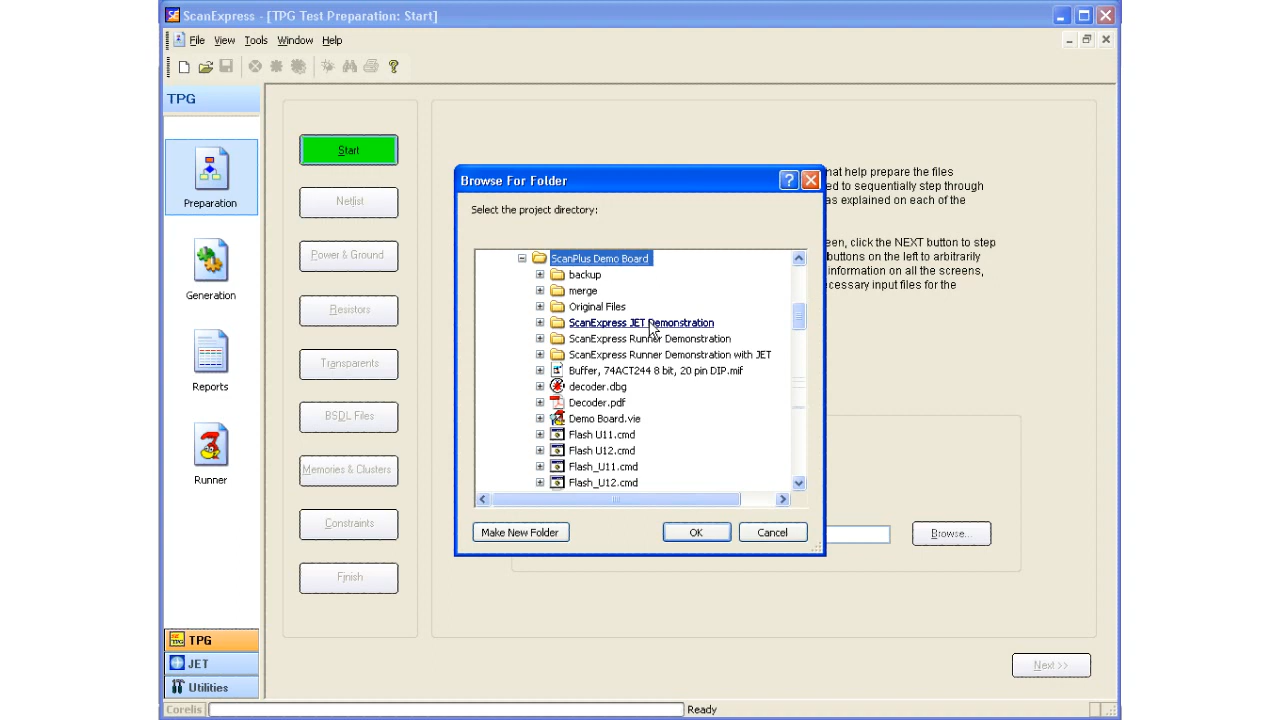 ScanExpress - [TPG Test Preparation: Start]
File View Tools Window Help
TPG
Preparation
Generation
Reports
Runner
TPG
JET
Utilities
Start
Netlist
Power & Ground
Resistors
Transparents
BSDL Files
Memories & Clusters
Constraints
Finish
hat help prepare the files
ed to sequentially step through
as explained on each of the
een, click the NEXT button to step
buttons on the left to arbitrarily
information on all the screens,
cessary input files for the
Browse For Folder
Select the project directory:
ScanPlus Demo Board
backup
merge
Original Files
ScanExpress JET Demonstration
ScanExpress Runner Demonstration
ScanExpress Runner Demonstration with JET
Buffer, 74ACT244 8 bit, 20 pin DIP.mif
decoder.dbg
Decoder.pdf
Demo Board.vie
Flash U11.cmd
Flash U12.cmd
Flash_U11.cmd
Flash_U12.cmd
Make New Folder OK Cancel
Browse...
Next >>
Corelis Ready